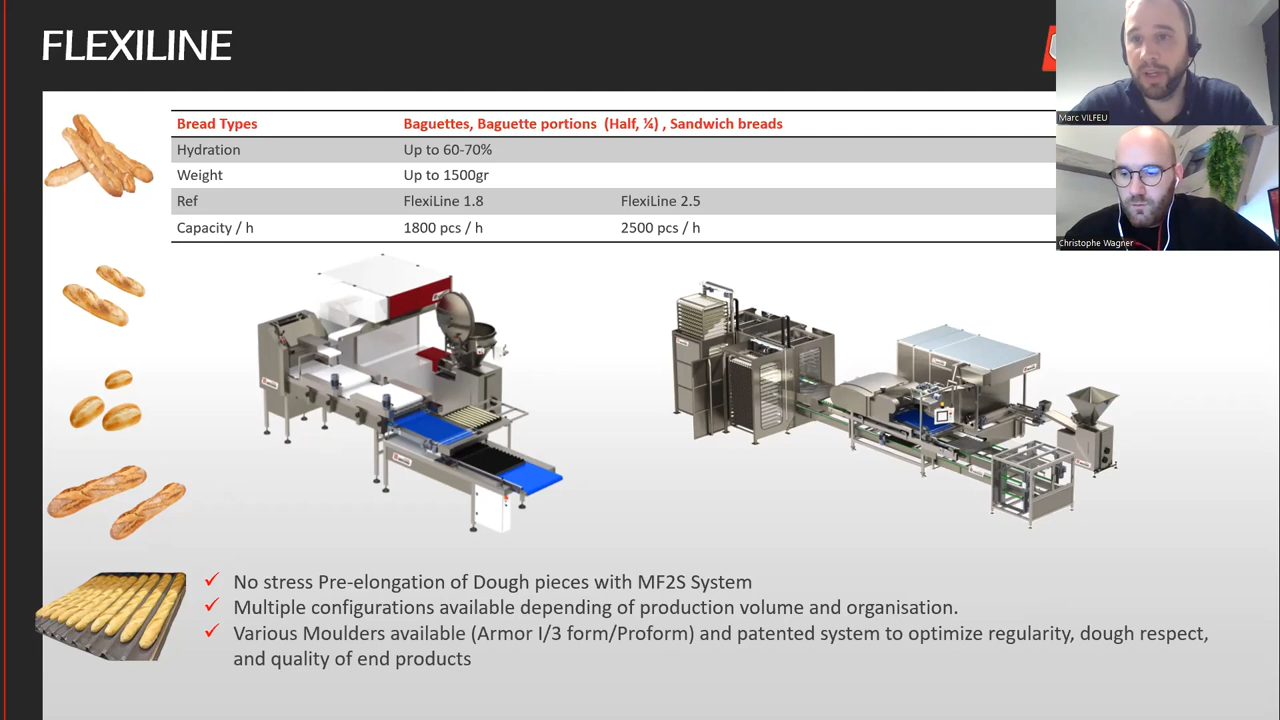 FLEXILINE
Marc VILFEU
Christophe Wagner
Bread Types Baguettes, Baguette portions (Half, ¼) , Sandwich breads
Hydration Up to 60-70%
Weight Up to 1500gr
Ref FlexiLine 1.8 FlexiLine 2.5
Capacity / h 1800 pcs / h 2500 pcs / h
No stress Pre-elongation of Dough pieces with MF2S System
Multiple configurations available depending of production volume and organisation.
Various Moulders available (Armor I/3 form/Proform) and patented system to optimize regularity, dough respect,
and quality of end products